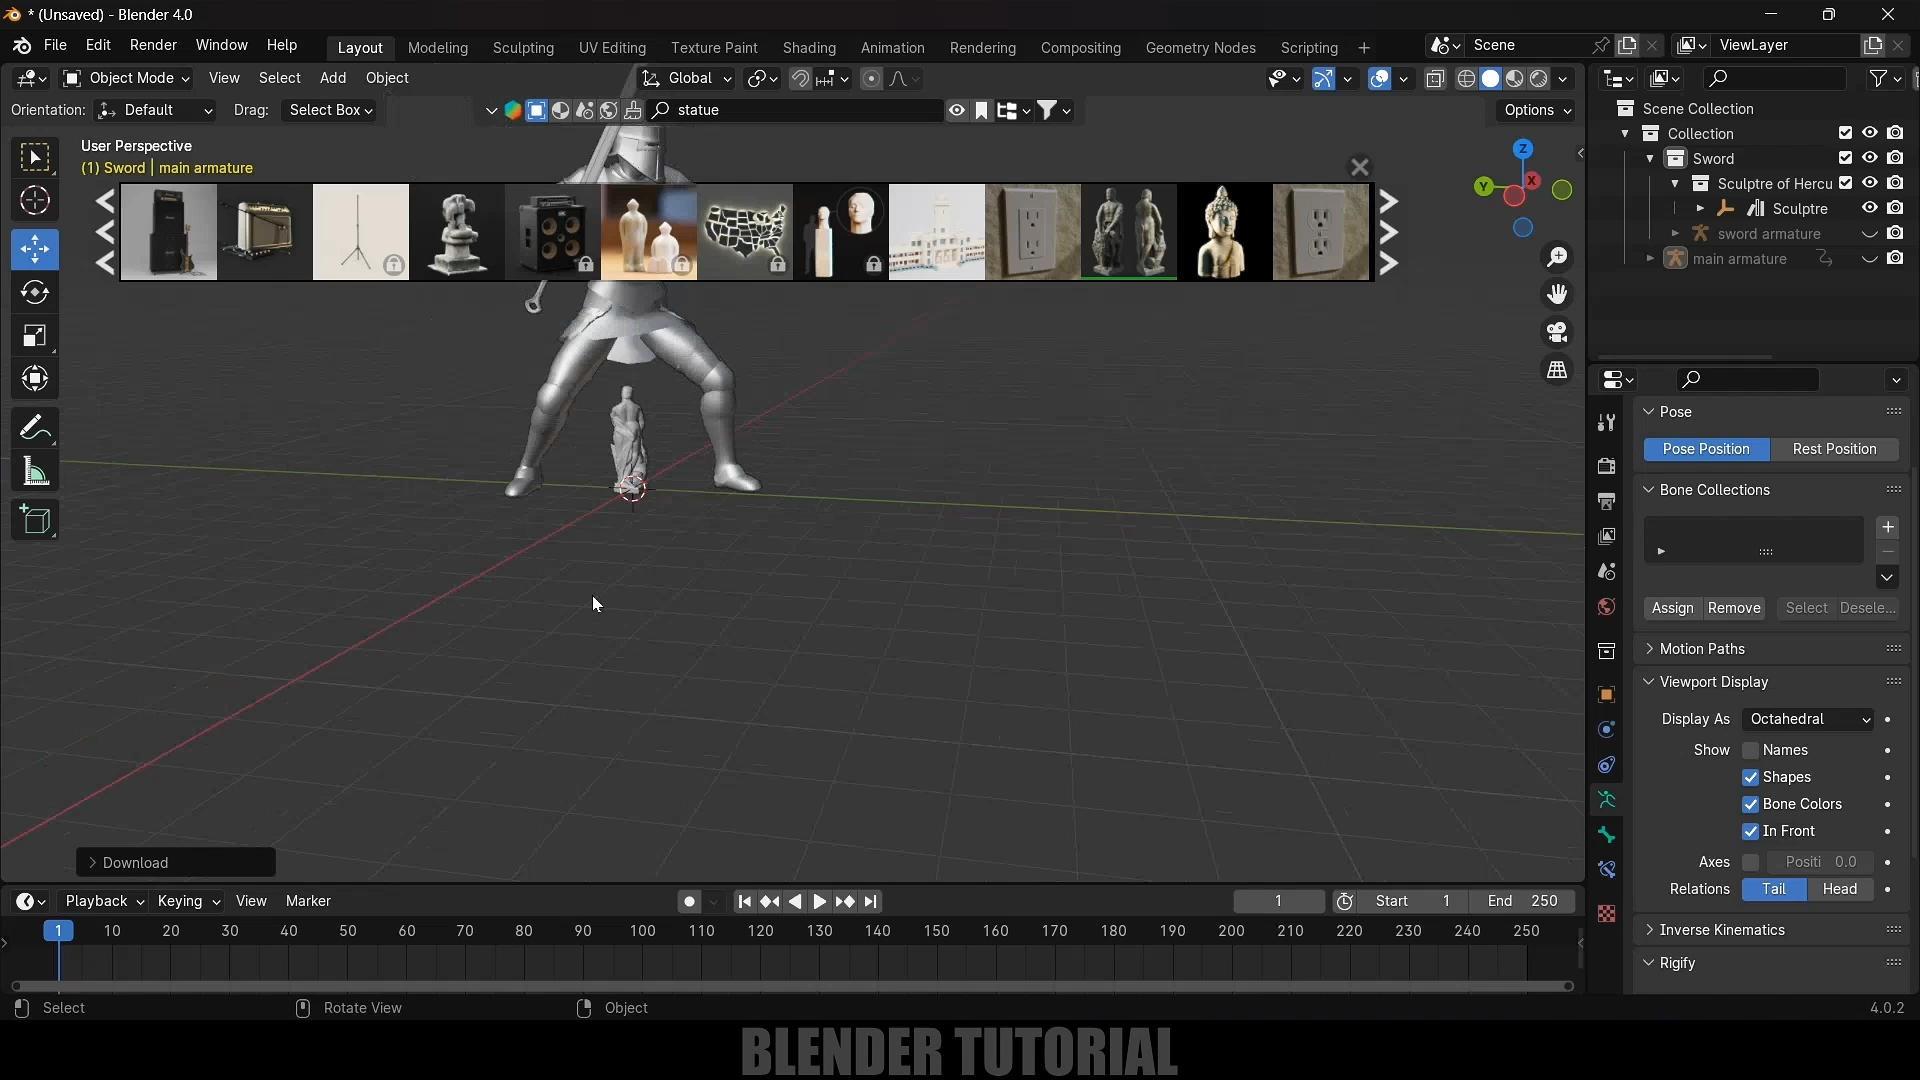 * (Unsaved) - Blender 4.0
File Edit Render Window Help Layout Modeling Sculpting UV Editing Texture Paint Shading Animation Rendering Compositing Geometry Nodes Scripting + Scene ViewLayer
Object Mode View Select Add Object Global
Orientation: Default Drag: Select Box statue Options
User Perspective
(1) Sword | main armature
Z
Y
X
Scene Collection
Collection
Sword
Sculptre of Hercu
Sculptre
sword armature
main armature
Pose
Pose Position Rest Position
Bone Collections
Assign Remove Select Desele...
Motion Paths
Viewport Display
Display As Octahedral
Show Names
Shapes
Bone Colors
In Front
Axes Positi 0.0
Relations Tail Head
Inverse Kinematics
Rigify
Download
Playback Keying View Marker 1 Start 1 End 250
1 10 20 30 40 50 60 70 80 90 100 110 120 130 140 150 160 170 180 190 200 210 220 230 240 250
Select Rotate View Object 4.0.2
BLENDER TUTORIAL